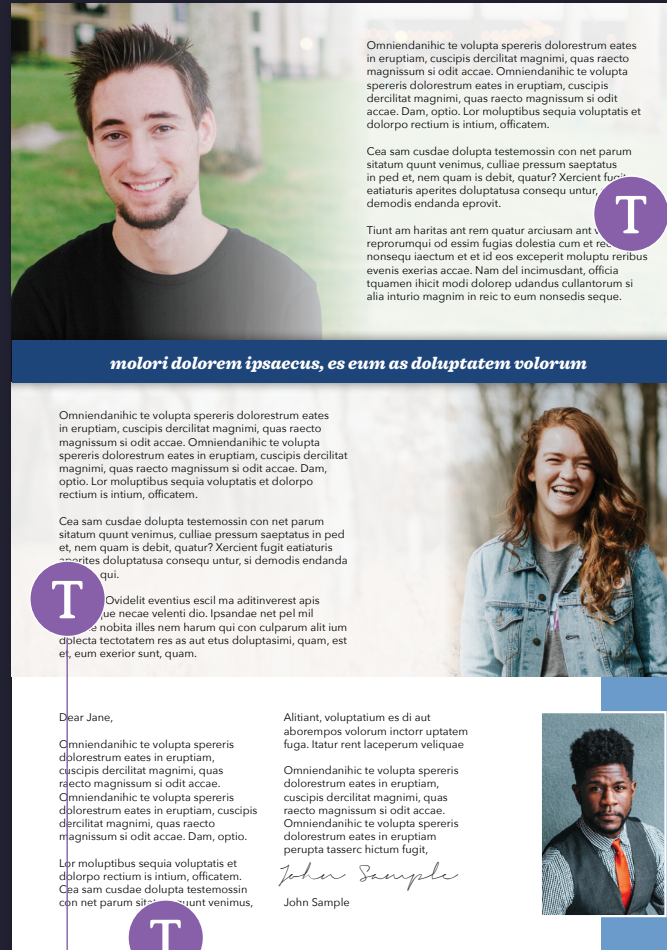 Omniendanihic te volupta spereris dolorestrum eates
in eruptiam, cuscipis dercilitat magnimi, quas raecto
magnissum si odit accae. Omniendanihic te volupta
spereris dolorestrum eates in eruptiam, cuscipis
dercilitat magnimi, quas raecto magnissum si odit
accae. Dam, optio. Lor moluptibus sequia voluptatis et
dolorpo rectium is intium, officatem.
Cea sam cusdae dolupta testemossin con net parum
sitatum quunt venimus, culliae pressum saeptatus
in ped et, nem quam is debit, quatur? Xercient fugit
eatiaturis aperites doluptatusa consequ untur,
demodis endanda eprovit.
T
Tiunt am haritas ant rem quatur arciusam ant
reprorumqui od essim fugias dolestia cum et
nonsequ iaectum et et id eos exceperit moluptu reribus
evenis exerias accae. Nam del incimusdant, officia
tquamen ihicit modi dolorep udandus cullantorum si
alia inturio magnim in reic to eum nonsedis seque.
molori dolorem ipsaecus, es eum as doluptatem volorum
Omniendanihic te volupta spereris dolorestrum eates
in eruptiam, cuscipis dercilitat magnimi, quas raecto
magnissum si odit accae. Omniendanihic te volupta
spereris dolorestrum eates in eruptiam, cuscipis dercilitat
magnimi, quas raecto magnissum si odit accae. Dam,
optio. Lor moluptibus sequia voluptatis et dolorpo
rectium is intium, officatem.
Cea sam cusdae dolupta testemossin con net parum
sitatum quunt venimus, culliae pressum saeptatus in ped
et, nem quam is debit, quatur? Xercient fugit eatiaturis
aperites doluptatusa consequ untur, si demodis endanda
qui.
T
Ovidelit eventius escil ma aditinverest apis
necae velenti dio. Ipsandae net pel mil
nobita illes nem harum qui con culparum alit ium
dolecta tectotatem res as aut etus doluptasimi, quam, est
et, eum exerior sunt, quam.
Dear Jane,
Omniendanihic te volupta spereris
dolorestrum eates in eruptiam,
cuscipis dercilitat magnimi, quas
raecto magnissum si odit accae.
Omniendanihic te volupta spereris
dolorestrum eates in eruptiam, cuscipis
dercilitat magnimi, quas raecto
magnissum si odit accae. Dam, optio.
Lor moluptibus sequia voluptatis et
dolorpo rectium is intium, officatem.
Cea sam cusdae dolupta testemossin
con net parum quunt venimus,
T
Alitiant, voluptatium es di aut
aborempos volorum inctorr uptatem
fuga. Itatur rent laceperum veliquae
Omniendanihic te volupta spereris
dolorestrum eates in eruptiam,
cuscipis dercilitat magnimi, quas
raecto magnissum si odit accae.
Omniendanihic te volupta spereris
dolorestrum eates in eruptiam
perupta tasserc hictum fugit,
John Sample
John Sample